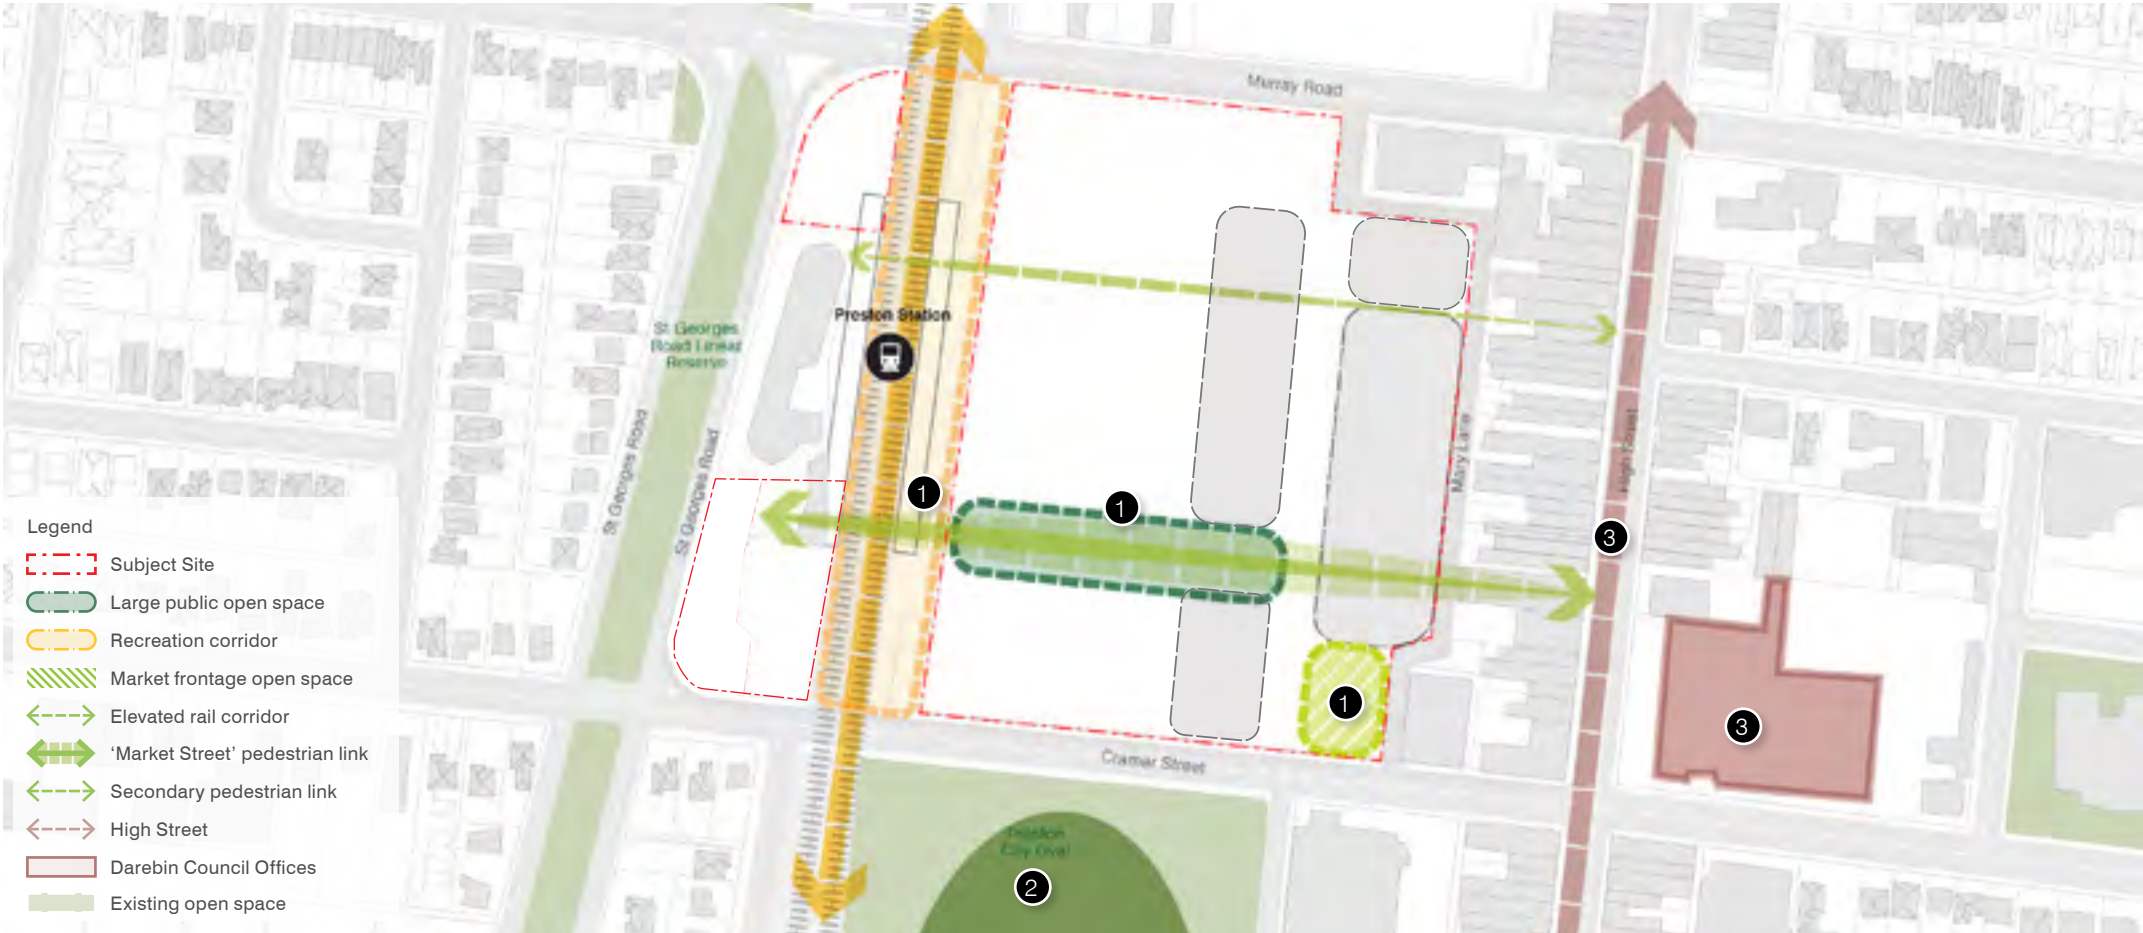 Murray Road
Preston Station
St Georges
Road Linear
Reserve
St Georges Road
St Georges Road
Mary Lane
High Street
1
1
3
1
3
Cramer Street
Preston
City Oval
2
Legend
Subject Site
Large public open space
Recreation corridor
Market frontage open space
Elevated rail corridor
‘Market Street’ pedestrian link
Secondary pedestrian link
High Street
Darebin Council Offices
Existing open space